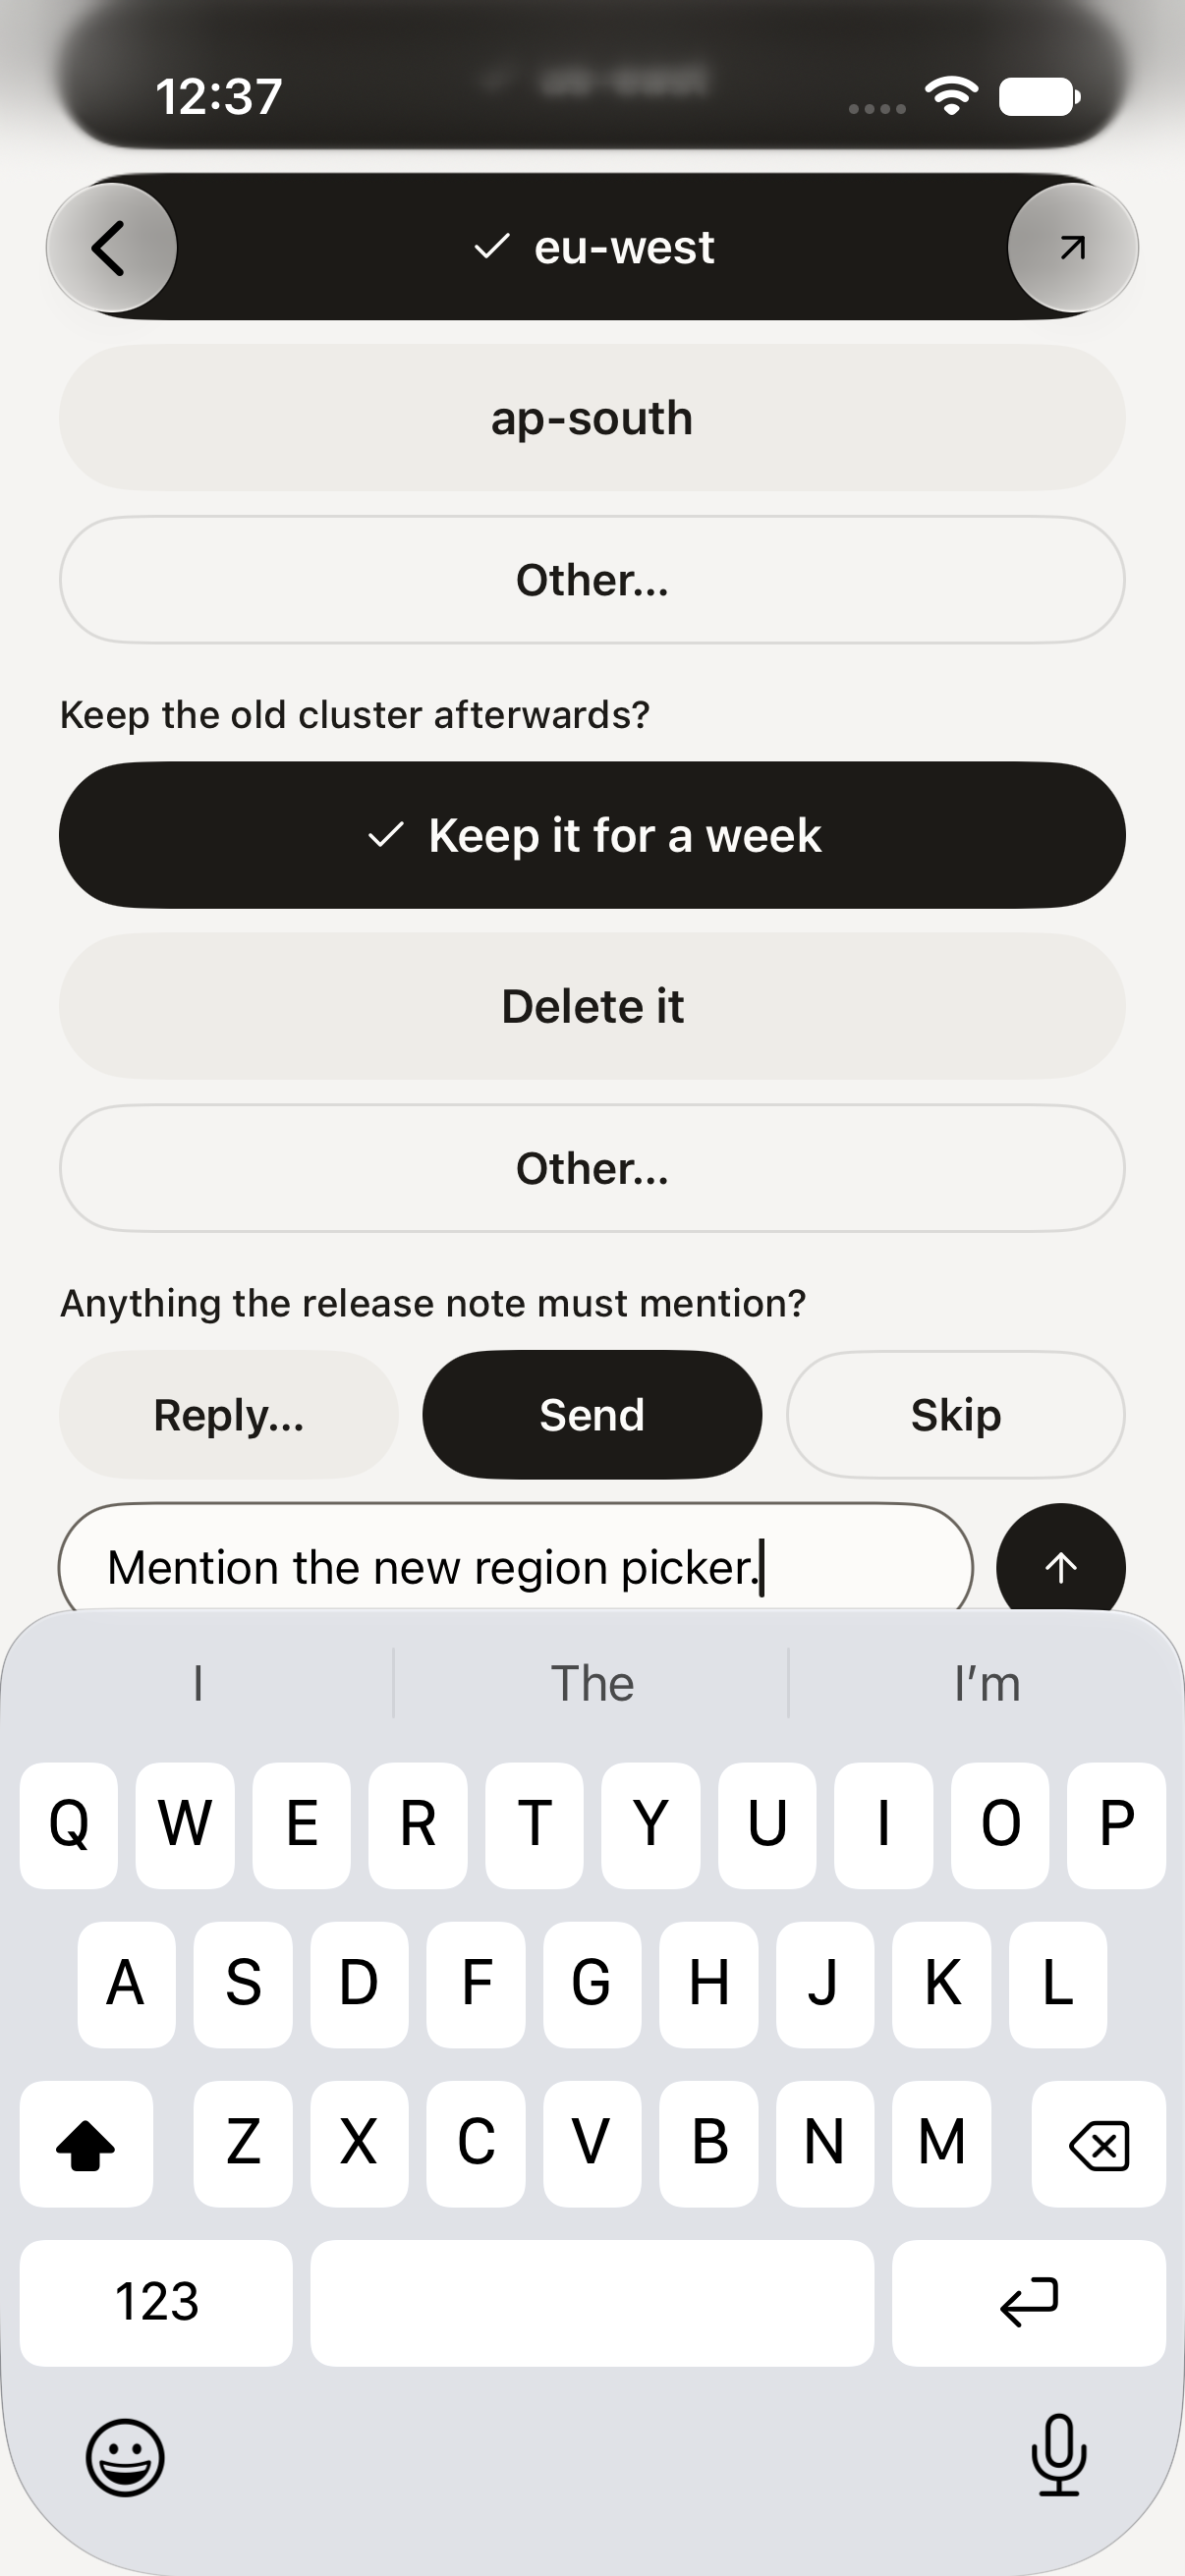 12:37
eu-west
ap-south
Other...
Keep the old cluster afterwards?
Keep it for a week
Delete it
Other...
Anything the release note must mention?
Reply...
Send
Skip
Mention the new region picker.
I
The
I’m
Q W E R T Y U I O P
A S D F G H J K L
Z X C V B N M
123